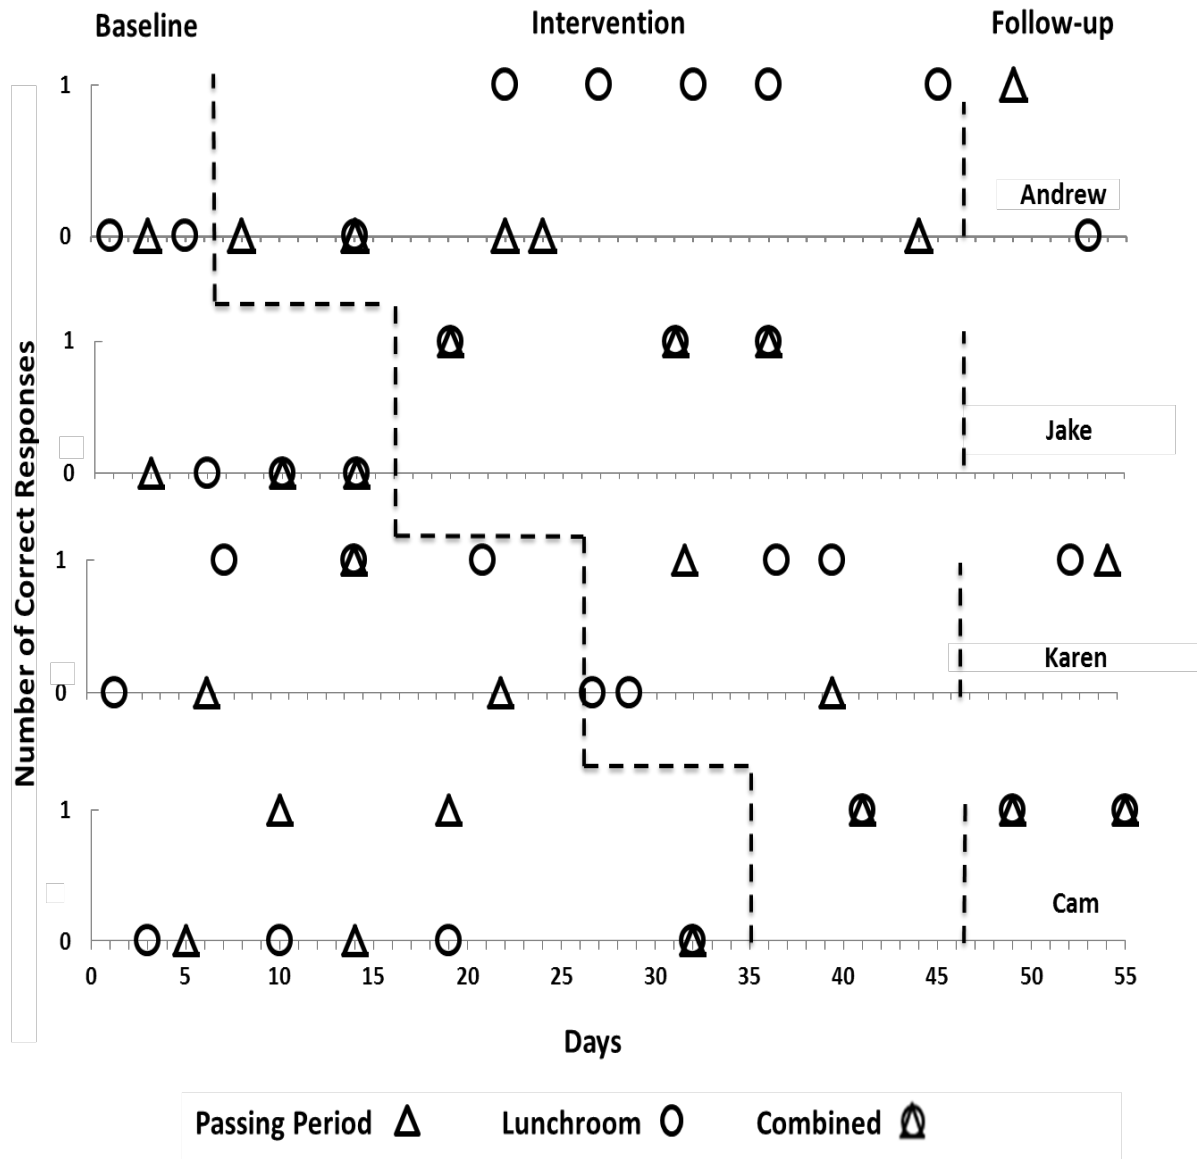 Baseline Intervention Follow-up
1
Andrew
0
1
Jake
0
1
Karen
0
1
Cam
0
Number of Correct Responses
0 5 10 15 20 25 30 35 40 45 50 55
Days
Passing Period Lunchroom Combined